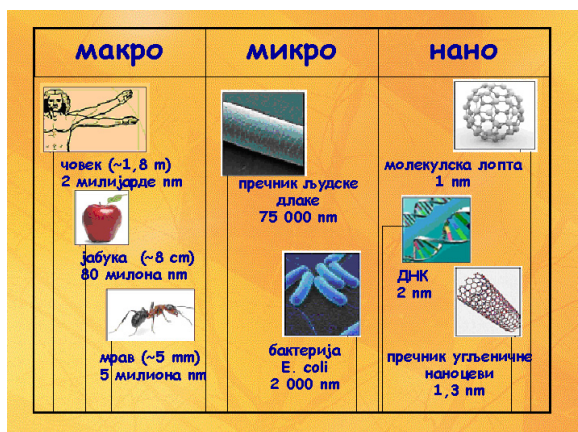 макро
микро
нано
човек (~1,8 m)
2 милијарде nm
јабука (~8 cm)
80 милона nm
мрав (~5 mm)
5 милиона nm
пречник људске
длаке
75 000 nm
бактерија
E. coli
2 000 nm
молекулска лопта
1 nm
ДНК
2 nm
пречник угљеничне
наноцеви
1,3 nm